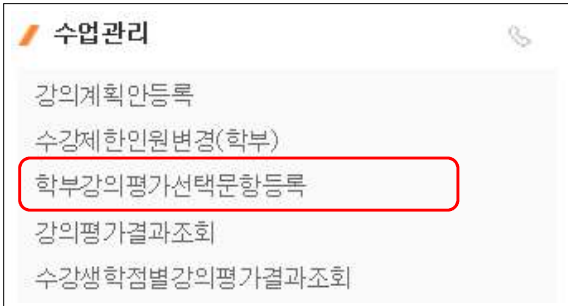 수업관리
강의계획안등록
수강제한인원변경(학부)
학부강의평가선택문항등록
강의평가결과조회
수강생학점별강의평가결과조회